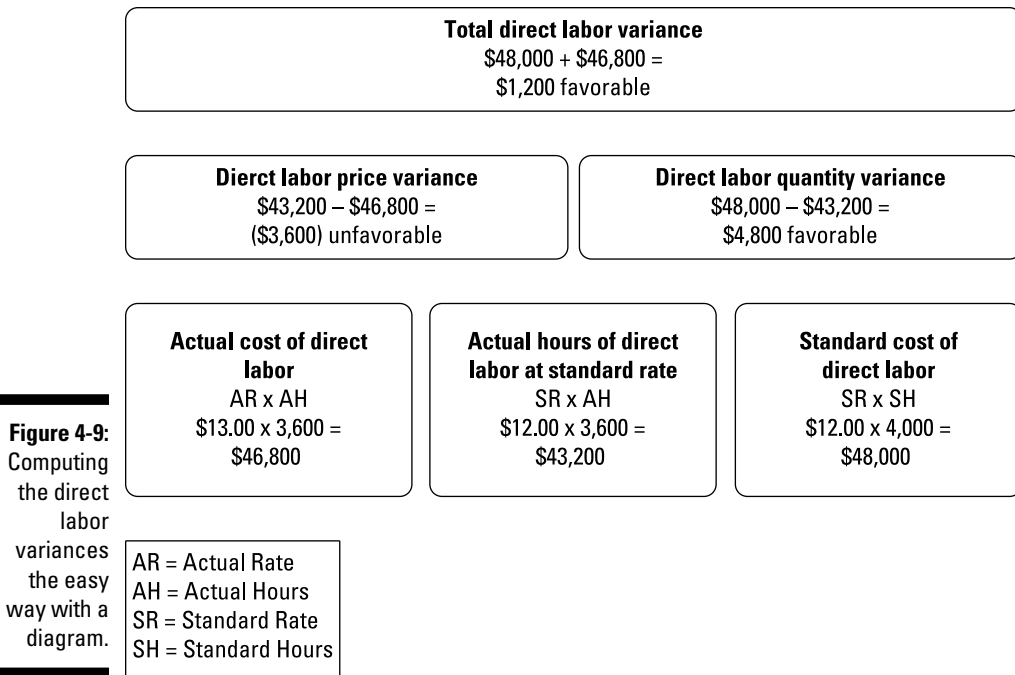 Total direct labor variance
$48,000 + $46,800 =
$1,200 favorable
Dierct labor price variance
$43,200 – $46,800 =
($3,600) unfavorable
Direct labor quantity variance
$48,000 – $43,200 =
$4,800 favorable
Actual cost of direct
labor
AR x AH
$13.00 x 3,600 =
$46,800
Actual hours of direct
labor at standard rate
SR x AH
$12.00 x 3,600 =
$43,200
Standard cost of
direct labor
SR x SH
$12.00 x 4,000 =
$48,000
Figure 4-9:
Computing
the direct
labor
variances
the easy
way with a
diagram.
AR = Actual Rate
AH = Actual Hours
SR = Standard Rate
SH = Standard Hours